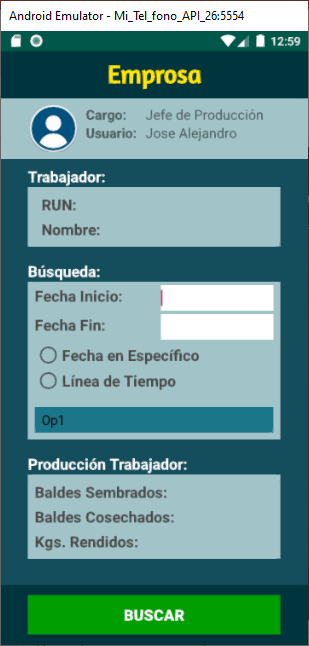 Android Emulator - Mi_Tel_fono_API_26:5554
12:59
Emprosa
Cargo: Jefe de Producción
Usuario: Jose Alejandro
Trabajador:
RUN:
Nombre:
Búsqueda:
Fecha Inicio:
Fecha Fin:
Fecha en Específico
Línea de Tiempo
Op1
Producción Trabajador:
Baldes Sembrados:
Baldes Cosechados:
Kgs. Rendidos:
BUSCAR